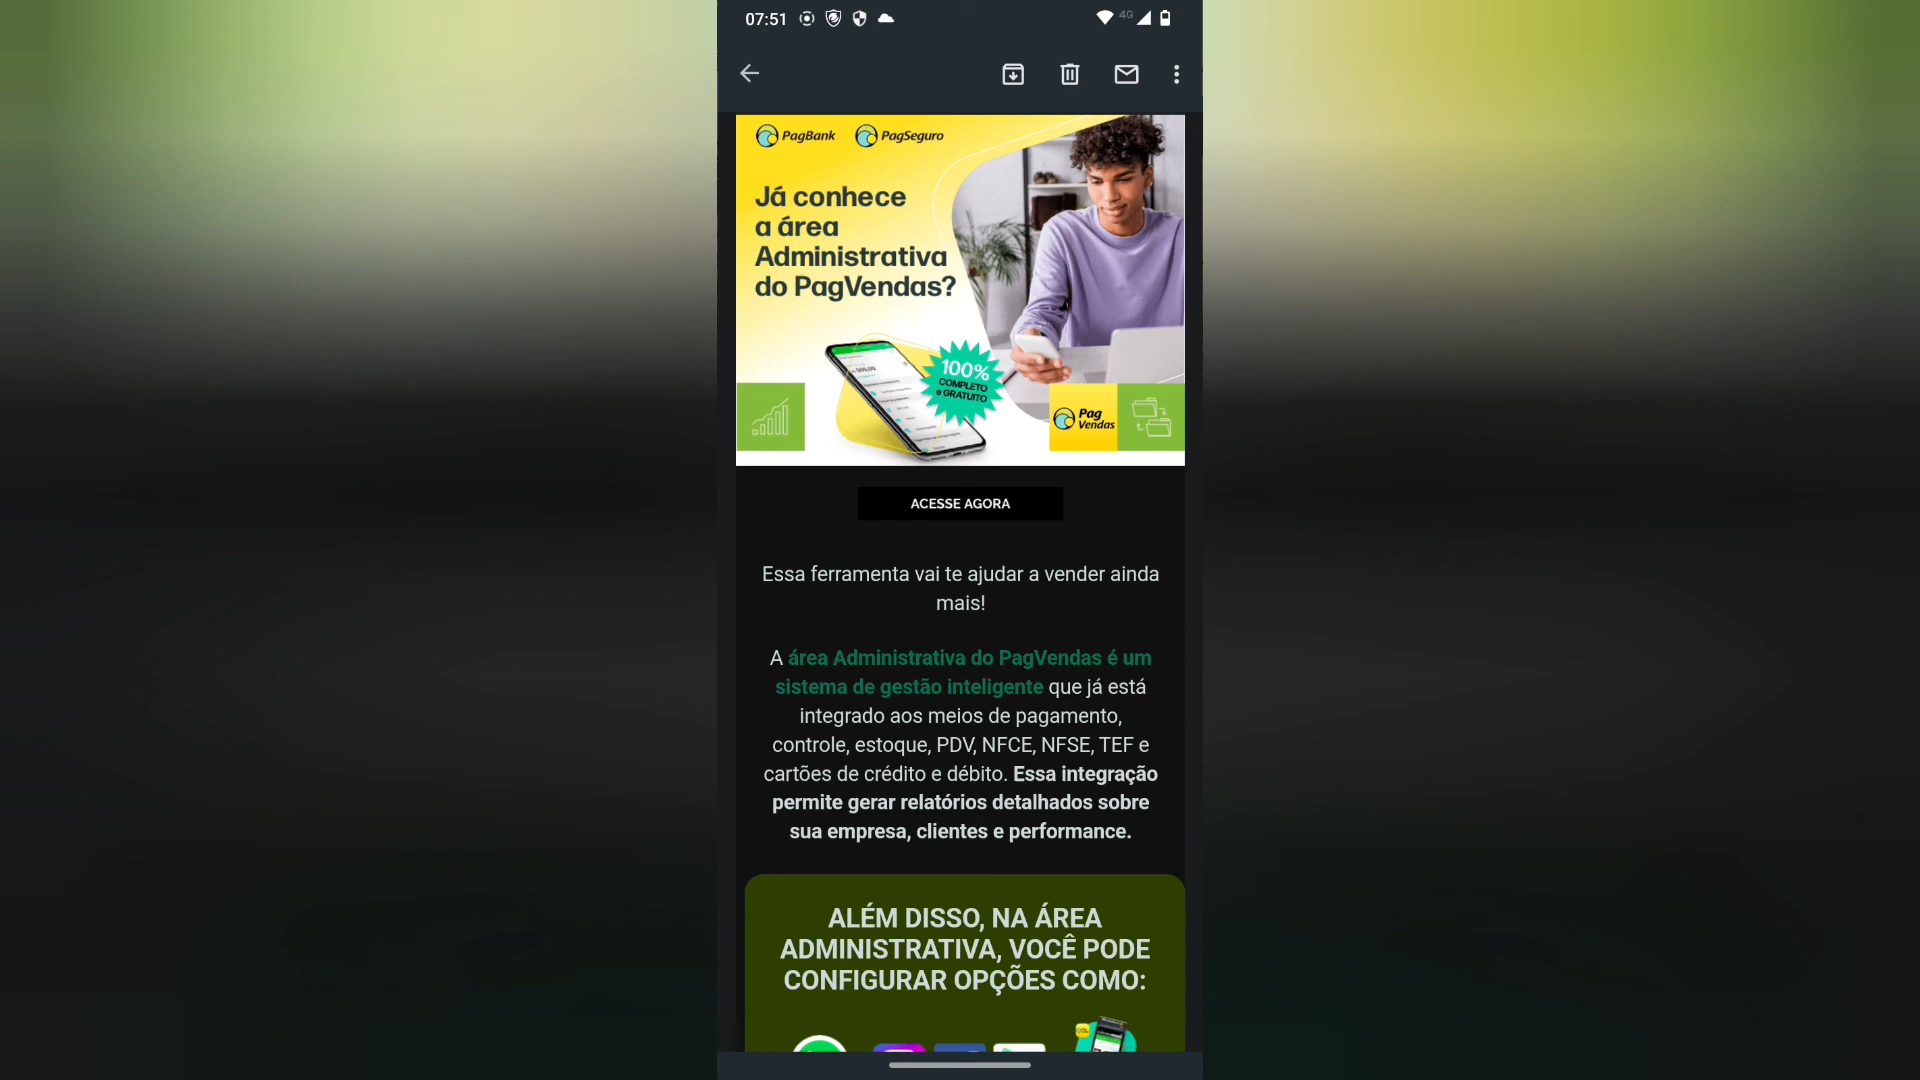 07:51
4G
PagBank PagSeguro
Já conhece
a área
Administrativa
do PagVendas?
100%
COMPLETO
e GRATUITO
Pag
Vendas
ACESSE AGORA
Essa ferramenta vai te ajudar a vender ainda
mais!
A área Administrativa do PagVendas é um
sistema de gestão inteligente que já está
integrado aos meios de pagamento,
controle, estoque, PDV, NFCE, NFSE, TEF e
cartões de crédito e débito. Essa integração
permite gerar relatórios detalhados sobre
sua empresa, clientes e performance.
ALÉM DISSO, NA ÁREA
ADMINISTRATIVA, VOCÊ PODE
CONFIGURAR OPÇÕES COMO: